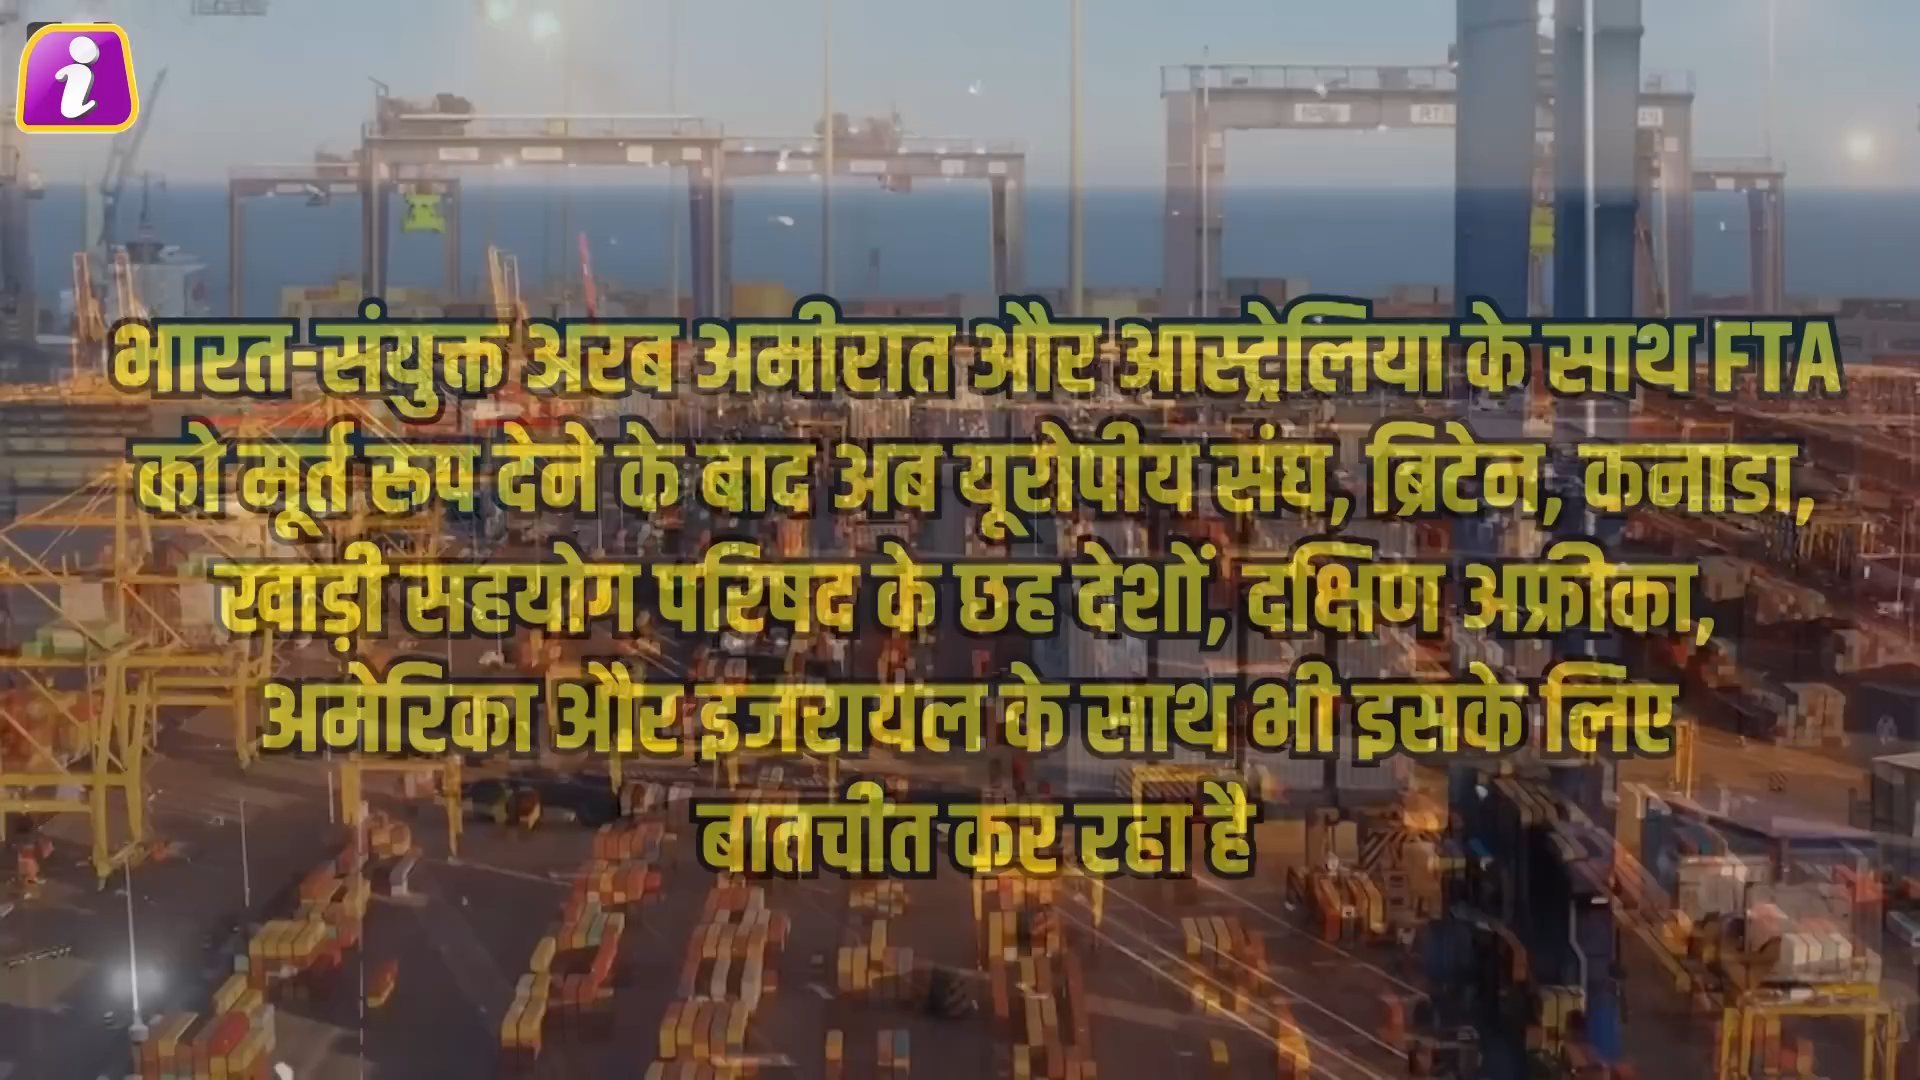 भारत-संयुक्त अरब अमीरात और आस्ट्रेलिया के साथ FTA
को मूर्त रूप देने के बाद अब यूरोपीय संघ, ब्रिटेन, कनाडा,
खाड़ी सहयोग परिषद के छह देशों, दक्षिण अफ्रीका,
अमेरिका और इजरायल के साथ भी इसके लिए
बातचीत कर रहा है